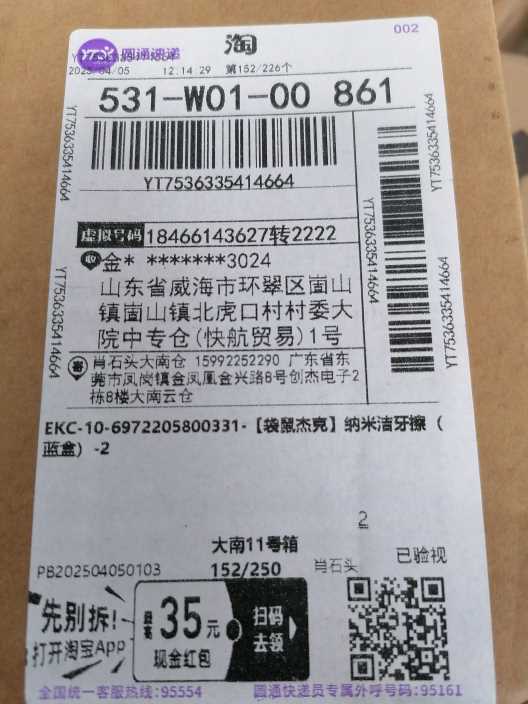 002
YTO 圆通速递
淘
2025/04/05 12:14:29 第152/226个
531-W01-00 861
YT7536335414664
YT7536335414664
YT7536335414664
YT7536335414664
YT7536335414664
YT7536335414664
虚拟号码 18466143627转2222
收 金* *******3024
山东省威海市环翠区崮山
镇崮山镇北虎口村村委大
院中专仓(快航贸易)1号
寄 肖石头大南仓 15992252290 广东省东
莞市凤岗镇金凤凰金兴路8号创杰电子2
栋8楼大南云仓
EKC-10-6972205800331-【袋鼠杰克】纳米洁牙擦（
蓝盒）-2
2
大南11号箱
已验视
PB202504050103 152/250 肖石头
先别拆!
打开淘宝App
最高 35元
现金红包
扫码
去领
全国统一客服热线:95554 圆通快递员专属外呼号码:95161